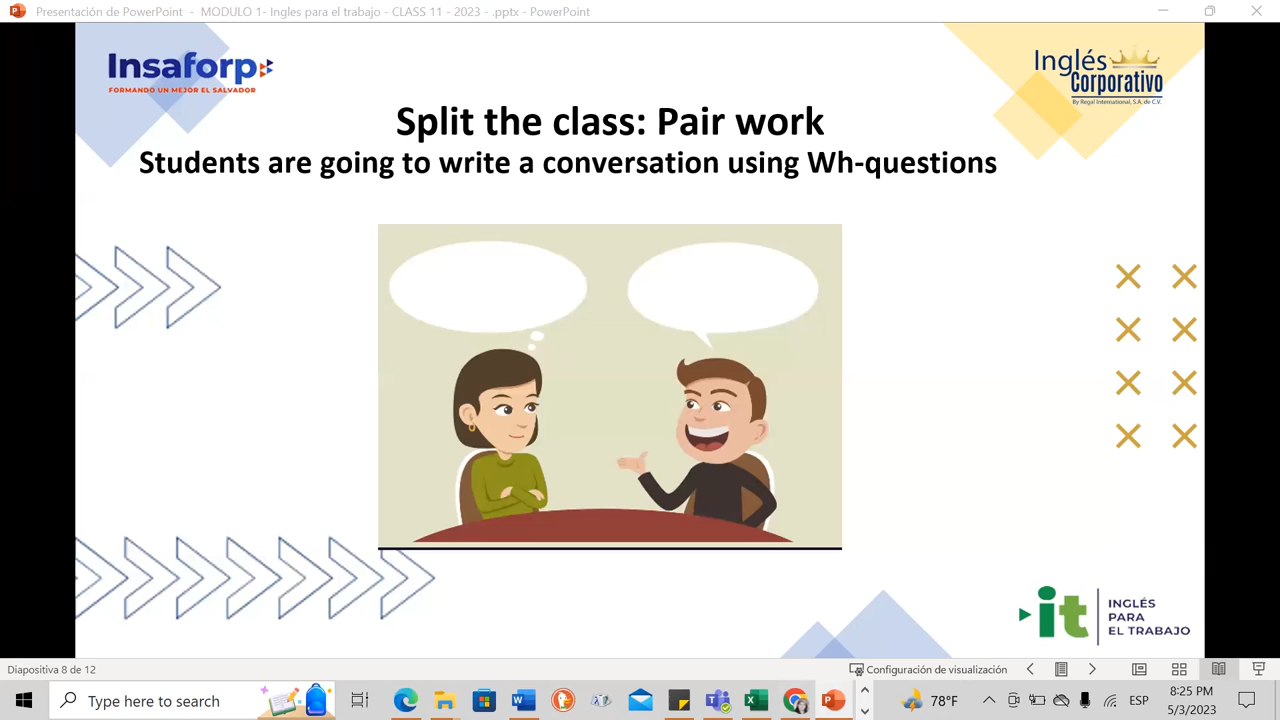 Presentación de PowerPoint - MODULO 1- Ingles para el trabajo - CLASS 11 - 2023 - .pptx - PowerPoint
Insaforp
FORMANDO UN MEJOR EL SALVADOR
Inglés
Corporativo
By Regal International, S.A. de C.V.
Split the class: Pair work
Students are going to write a conversation using Wh-questions
it
INGLÉS
PARA
EL TRABAJO
Diapositiva 8 de 12
Configuración de visualización
Type here to search
78°F
ESP
8:25 PM
5/3/2023